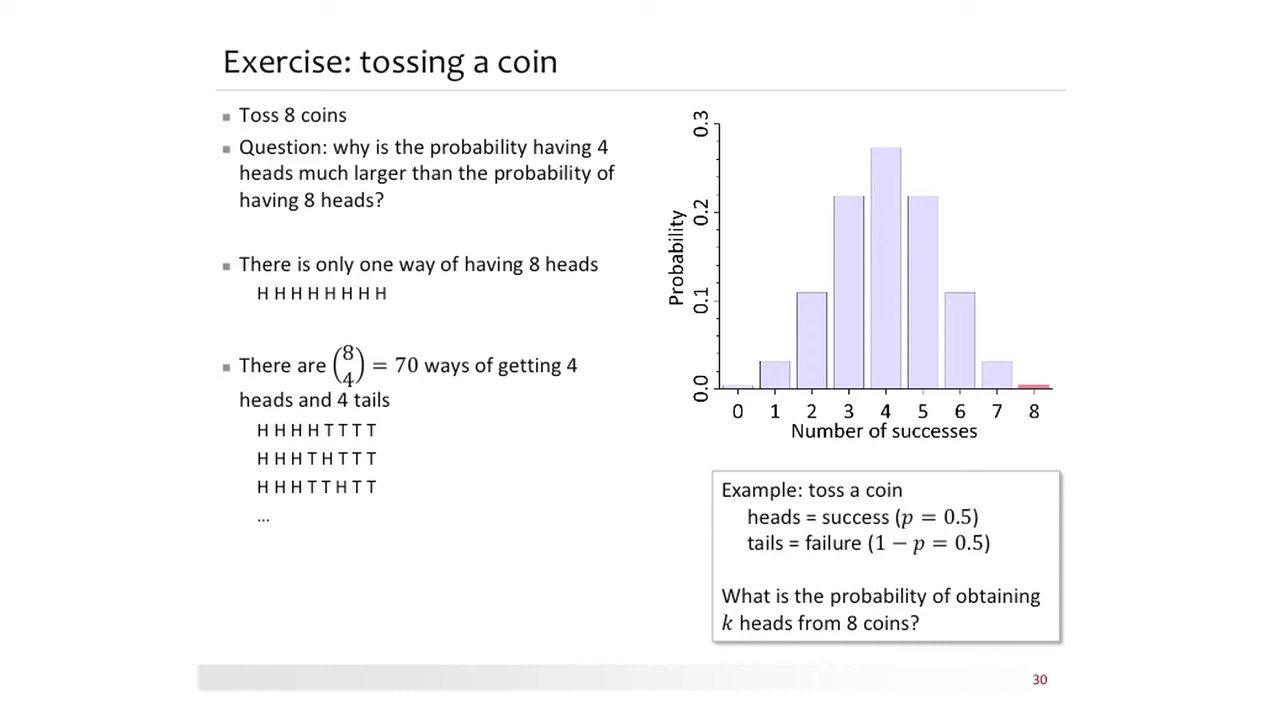 Exercise: tossing a coin
▪ Toss 8 coins
▪ Question: why is the probability having 4
heads much larger than the probability of
having 8 heads?
▪ There is only one way of having 8 heads
H H H H H H H H
▪ There are (8 4) = 70 ways of getting 4
heads and 4 tails
H H H H T T T T
H H H T H T T T
H H H T T H T T
...
Probability
0.3
0.2
0.1
0.0
0 1 2 3 4 5 6 7 8
Number of successes
Example: toss a coin
heads = success (p = 0.5)
tails = failure (1 − p = 0.5)
What is the probability of obtaining
k heads from 8 coins?
30